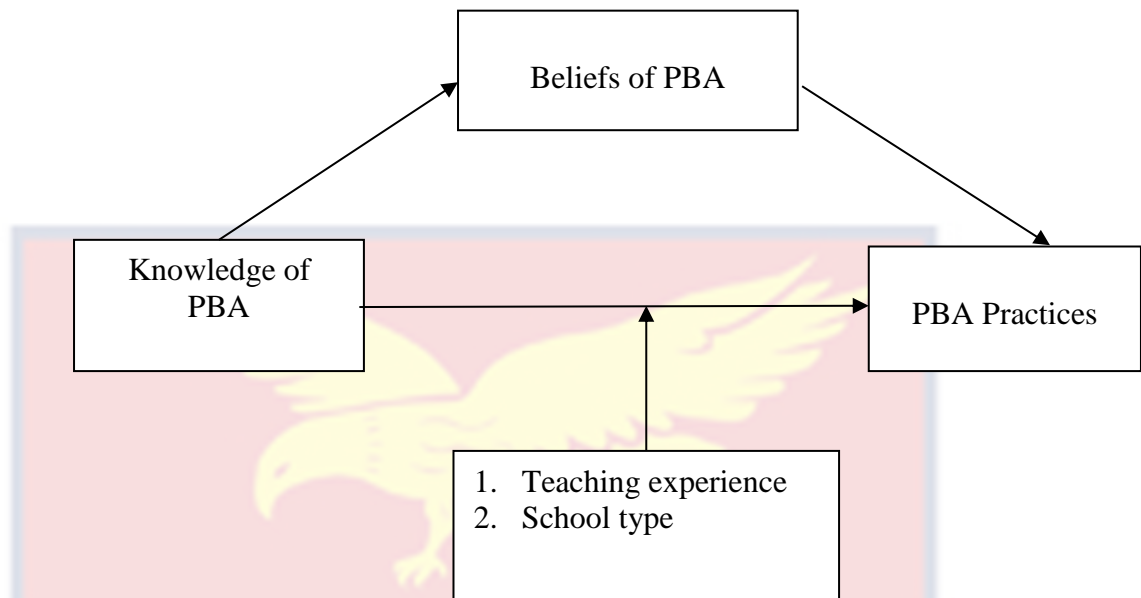 Beliefs of PBA
Knowledge of
PBA
PBA Practices
1. Teaching experience
2. School type